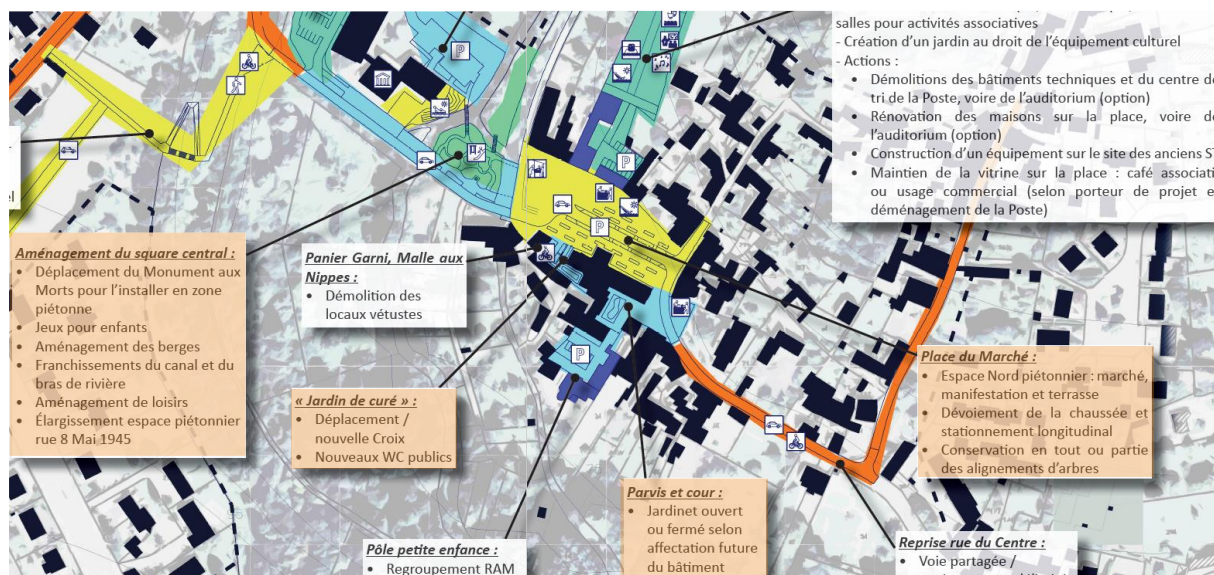 salles pour activités associatives
- Création d'un jardin au droit de l'équipement culturel
- Actions :
• Démolitions des bâtiments techniques et du centre de
tri de la Poste, voire de l'auditorium (option)
• Rénovation des maisons sur la place, voire de
l'auditorium (option)
• Construction d'un équipement sur le site des anciens ST
• Maintien de la vitrine sur la place : café associati
ou usage commercial (selon porteur de projet e
déménagement de la Poste)
el
Aménagement du square central :
• Déplacement du Monument aux
Morts pour l'installer en zone
piétonne
• Jeux pour enfants
• Aménagement des berges
• Franchissements du canal et du
bras de rivière
• Aménagement de loisirs
• Élargissement espace piétonnier
rue 8 Mai 1945
Panier Garni, Malle aux
Nippes :
• Démolition des
locaux vétustes
« Jardin de curé » :
• Déplacement /
nouvelle Croix
• Nouveaux WC publics
Place du Marché :
• Espace Nord piétonnier : marché,
manifestation et terrasse
• Dévoiement de la chaussée et
stationnement longitudinal
• Conservation en tout ou partie
des alignements d'arbres
Parvis et cour :
• Jardinet ouvert
ou fermé selon
affectation future
du bâtiment
Pôle petite enfance :
• Regroupement RAM
Reprise rue du Centre :
• Voie partagée /
P
P
P
P